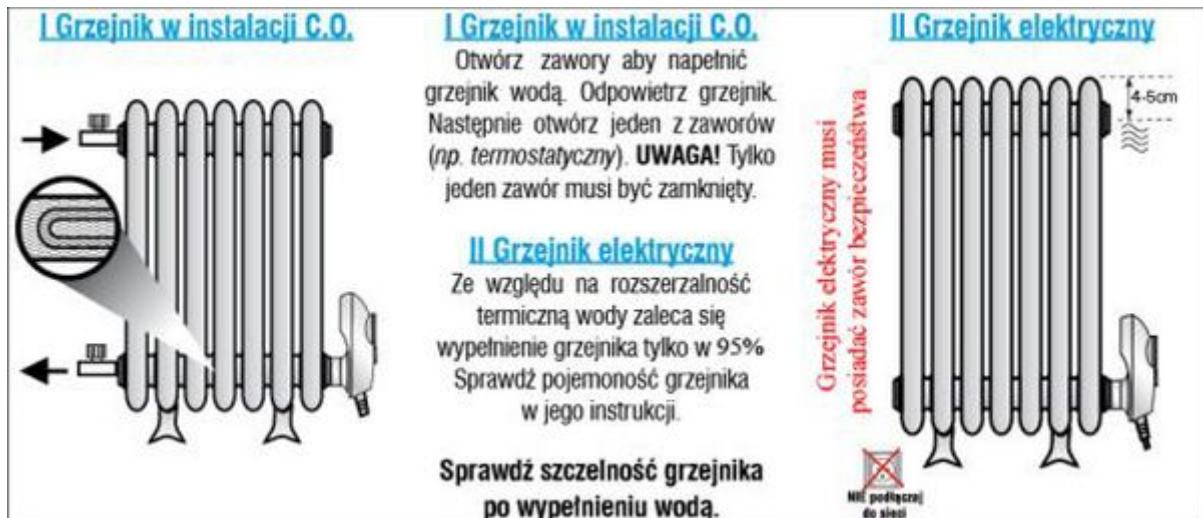 I Grzejnik w instalacji C.O.
I Grzejnik w instalacji C.O.
Otwórz zawory aby napełnić
grzejnik wodą. Odpowietrz grzejnik.
Następnie otwórz jeden z zaworów
(np. termostatyczny). UWAGA! Tylko
jeden zawór musi być zamknięty.
II Grzejnik elektryczny
Ze względu na rozszerzalność
termiczną wody zaleca się
wypełnienie grzejnika tylko w 95%
Sprawdź pojemoność grzejnika
w jego instrukcji.
Sprawdź szczelność grzejnika
po wypełnieniu wodą.
II Grzejnik elektryczny
Grzejnik elektryczny musi
posiadać zawór bezpieczeństwa
4-5cm
NIE podłączaj
do sieci